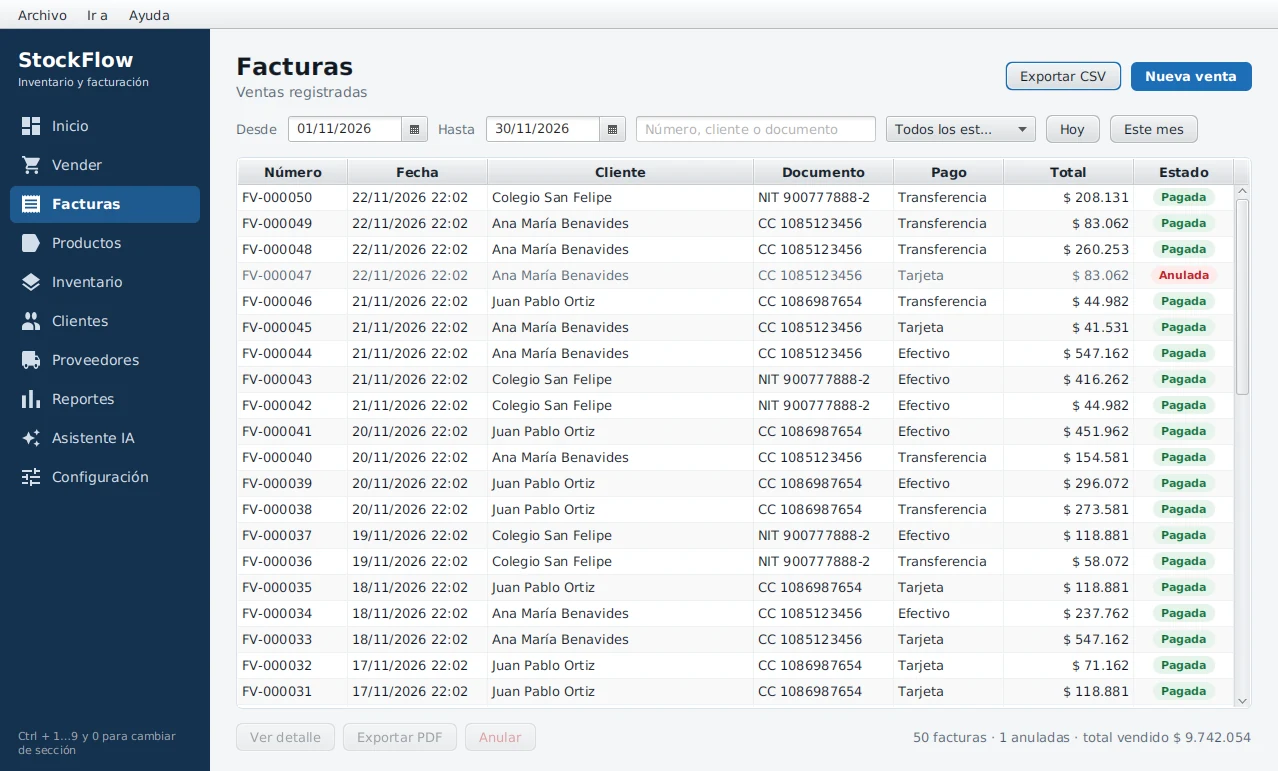 Archivo Ir a Ayuda
StockFlow
Inventario y facturación
Inicio
Vender
Facturas
Productos
Inventario
Clientes
Proveedores
Reportes
Asistente IA
Configuración
Ctrl + 1...9 y 0 para cambiar
de sección
Facturas
Ventas registradas
Exportar CSV Nueva venta
Desde 01/11/2026 Hasta 30/11/2026 Número, cliente o documento Todos los est... Hoy Este mes
Número Fecha Cliente Documento Pago Total Estado
FV-000050 22/11/2026 22:02 Colegio San Felipe NIT 900777888-2 Transferencia $ 208.131 Pagada
FV-000049 22/11/2026 22:02 Ana María Benavides CC 1085123456 Transferencia $ 83.062 Pagada
FV-000048 22/11/2026 22:02 Ana María Benavides CC 1085123456 Transferencia $ 260.253 Pagada
FV-000047 22/11/2026 22:02 Ana María Benavides CC 1085123456 Tarjeta $ 83.062 Anulada
FV-000046 21/11/2026 22:02 Juan Pablo Ortiz CC 1086987654 Transferencia $ 44.982 Pagada
FV-000045 21/11/2026 22:02 Ana María Benavides CC 1085123456 Tarjeta $ 41.531 Pagada
FV-000044 21/11/2026 22:02 Ana María Benavides CC 1085123456 Efectivo $ 547.162 Pagada
FV-000043 21/11/2026 22:02 Colegio San Felipe NIT 900777888-2 Efectivo $ 416.262 Pagada
FV-000042 21/11/2026 22:02 Colegio San Felipe NIT 900777888-2 Efectivo $ 44.982 Pagada
FV-000041 20/11/2026 22:02 Juan Pablo Ortiz CC 1086987654 Efectivo $ 451.962 Pagada
FV-000040 20/11/2026 22:02 Ana María Benavides CC 1085123456 Transferencia $ 154.581 Pagada
FV-000039 20/11/2026 22:02 Juan Pablo Ortiz CC 1086987654 Efectivo $ 296.072 Pagada
FV-000038 20/11/2026 22:02 Juan Pablo Ortiz CC 1086987654 Transferencia $ 273.581 Pagada
FV-000037 19/11/2026 22:02 Colegio San Felipe NIT 900777888-2 Efectivo $ 118.881 Pagada
FV-000036 19/11/2026 22:02 Colegio San Felipe NIT 900777888-2 Transferencia $ 58.072 Pagada
FV-000035 18/11/2026 22:02 Juan Pablo Ortiz CC 1086987654 Tarjeta $ 118.881 Pagada
FV-000034 18/11/2026 22:02 Ana María Benavides CC 1085123456 Efectivo $ 237.762 Pagada
FV-000033 18/11/2026 22:02 Ana María Benavides CC 1085123456 Tarjeta $ 547.162 Pagada
FV-000032 17/11/2026 22:02 Juan Pablo Ortiz CC 1086987654 Tarjeta $ 71.162 Pagada
FV-000031 17/11/2026 22:02 Juan Pablo Ortiz CC 1086987654 Tarjeta $ 118.881 Pagada
Ver detalle Exportar PDF Anular 50 facturas · 1 anuladas · total vendido $ 9.742.054